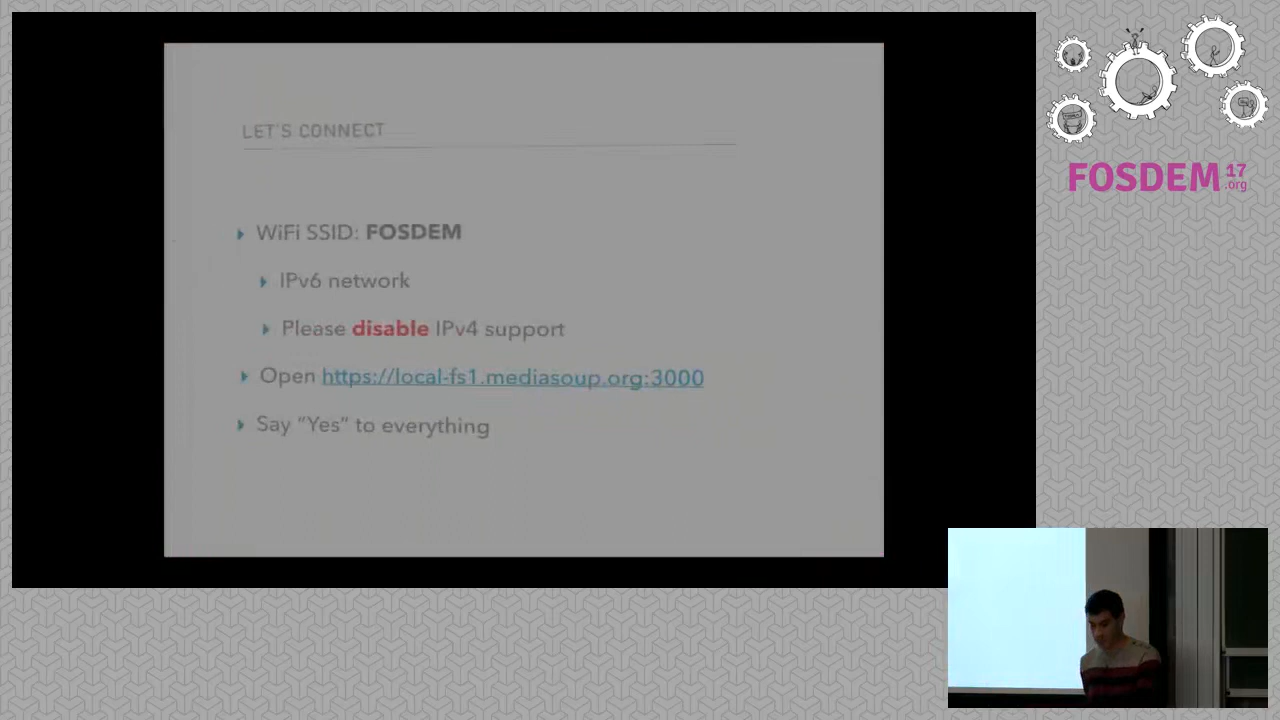 LET'S CONNECT
WiFi SSID: FOSDEM
IPv6 network
Please disable IPv4 support
Open https://local-fs1.mediasoup.org:3000
Say “Yes” to everything
FOSDEM 17
.org